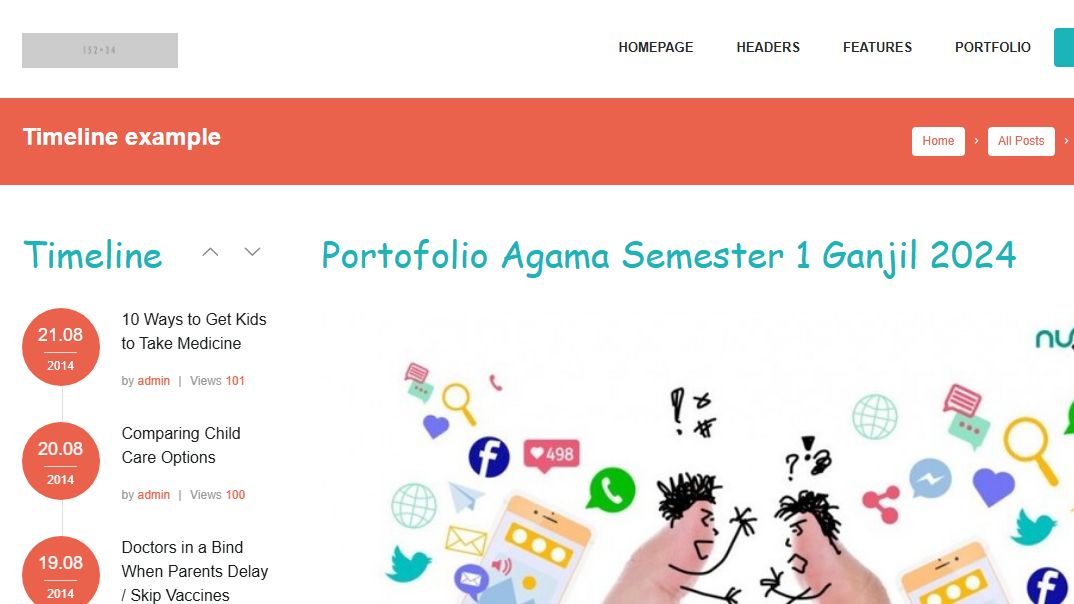 152×34
HOMEPAGE HEADERS FEATURES PORTFOLIO
Timeline example
Home › All Posts ›
Timeline
Portofolio Agama Semester 1 Ganjil 2024
21.08
2014
10 Ways to Get Kids
to Take Medicine
by admin | Views 101
20.08
2014
Comparing Child
Care Options
by admin | Views 100
19.08
2014
Doctors in a Bind
When Parents Delay
/ Skip Vaccines
498